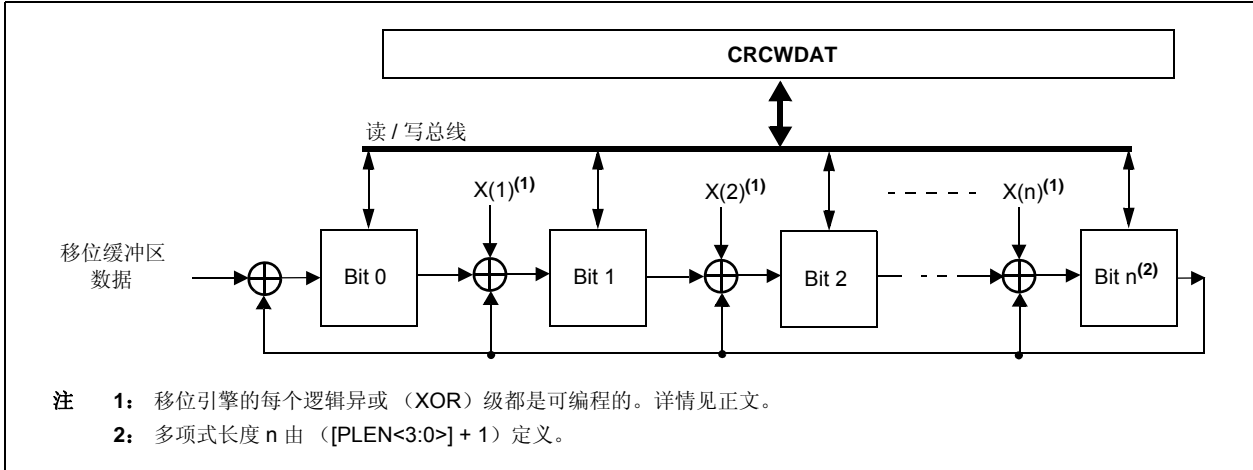 CRCWDAT
读 / 写总线
X(1)(1)
X(2)(1)
X(n)(1)
移位缓冲区
数据
Bit 0
Bit 1
Bit 2
Bit n(2)
注 1： 移位引擎的每个逻辑异或 （XOR）级都是可编程的。详情见正文。
2： 多项式长度 n 由 （[PLEN<3:0>] + 1）定义。